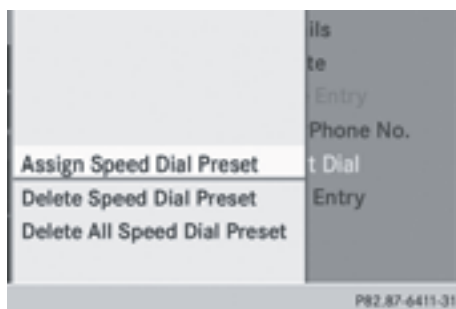 ils
te
Entry
Phone No.
Assign Speed Dial Preset t Dial
Delete Speed Dial Preset Entry
Delete All Speed Dial Preset
P82.87-6411-31